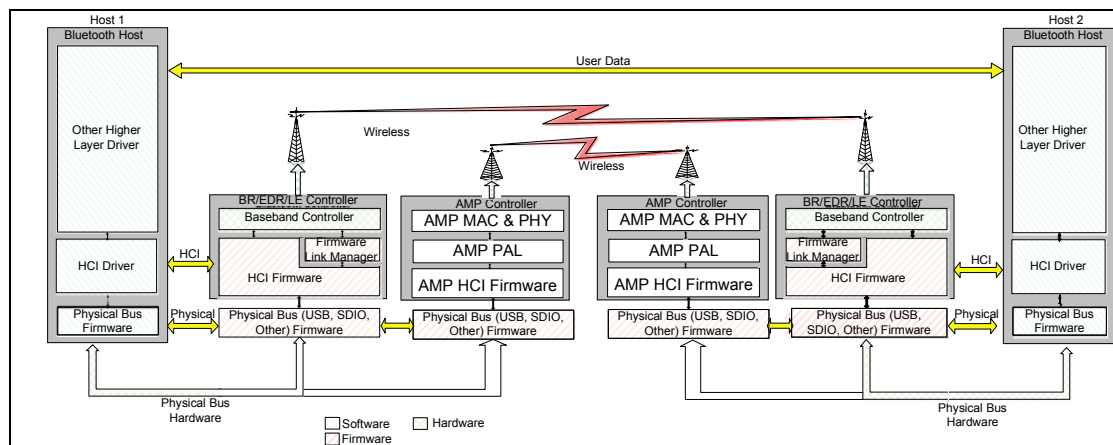 Host 1
Host 2
Bluetooth Host
Bluetooth Host
User Data
Other Higher
Layer Driver
Other Higher
Layer Driver
Wireless
Wireless
BR/EDR/LE Controller
AMP Controller
AMP Controller
BR/EDR/LE Controller
Baseband Controller
AMP MAC & PHY
AMP MAC & PHY
Baseband Controller
HCI
Firmware
Link Manager
AMP PAL
AMP PAL
Firmware
Link Manager
HCI
HCI Driver
HCI Firmware
AMP HCI Firmware
AMP HCI Firmware
HCI Firmware
HCI Driver
Physical Bus
Firmware
Physical
Physical Bus (USB, SDIO,
Other) Firmware
Physical Bus (USB, SDIO,
Other) Firmware
Physical Bus (USB, SDIO,
Other) Firmware
Physical Bus (USB,
SDIO, Other) Firmware
Physical
Physical Bus
Firmware
Physical Bus
Hardware
Physical Bus
Hardware
Software
Hardware
Firmware